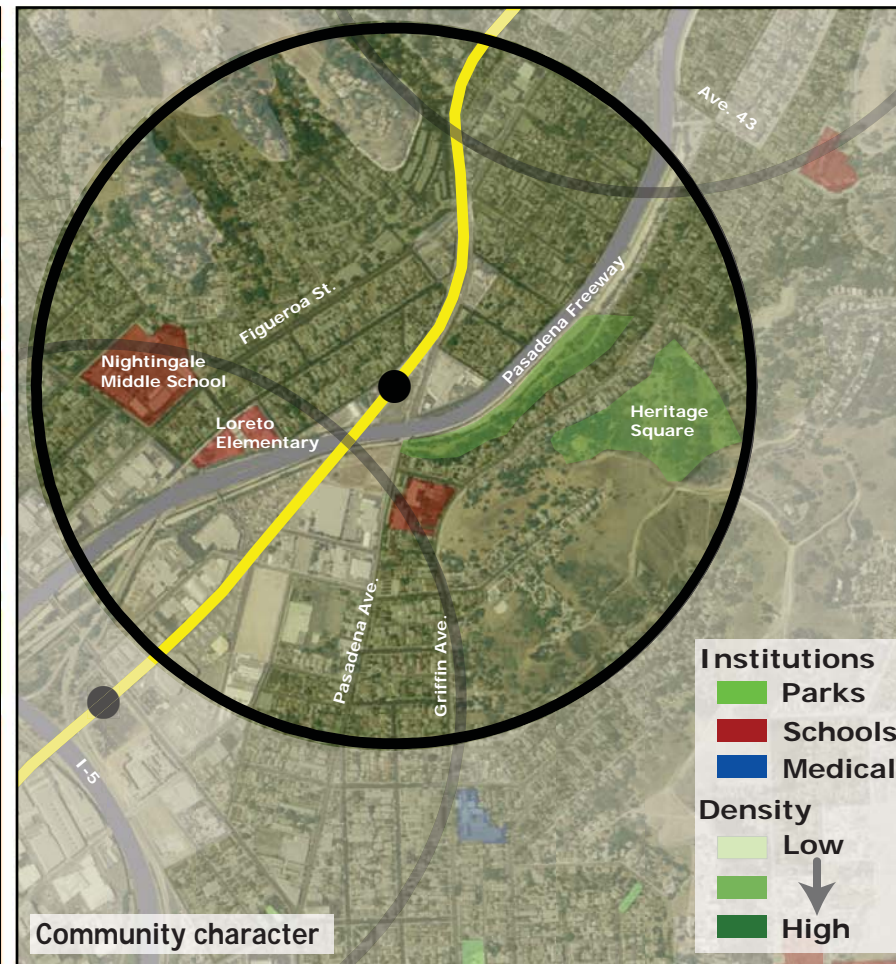 Ave. 43
Pasadena Freeway
Figueroa St.
Nightingale
Middle School
Loreto
Elementary
Heritage
Square
Pasadena Ave.
Griffin Ave.
I-5
Institutions
Parks
Schools
Medical
Density
Low
High
Community character